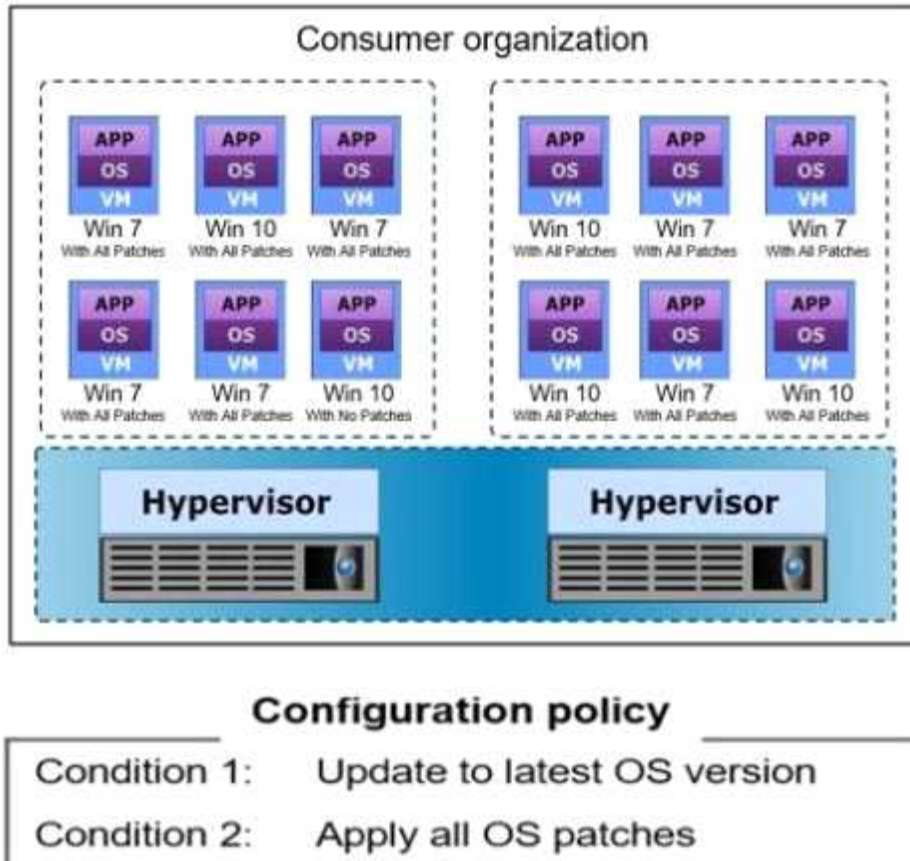 Consumer organization
APP APP APP APP APP APP
OS OS OS OS OS OS
VM VM VM VM VM VM
Win 7 Win 10 Win 7 Win 10 Win 7 Win 7
With All Patches With All Patches With All Patches With All Patches With All Patches With All Patches
APP APP APP APP APP APP
OS OS OS OS OS OS
VM VM VM VM VM VM
Win 7 Win 7 Win 10 Win 10 Win 7 Win 10
With All Patches With All Patches With No Patches With All Patches With All Patches With All Patches
Hypervisor Hypervisor
Configuration policy
Condition 1: Update to latest OS version
Condition 2: Apply all OS patches